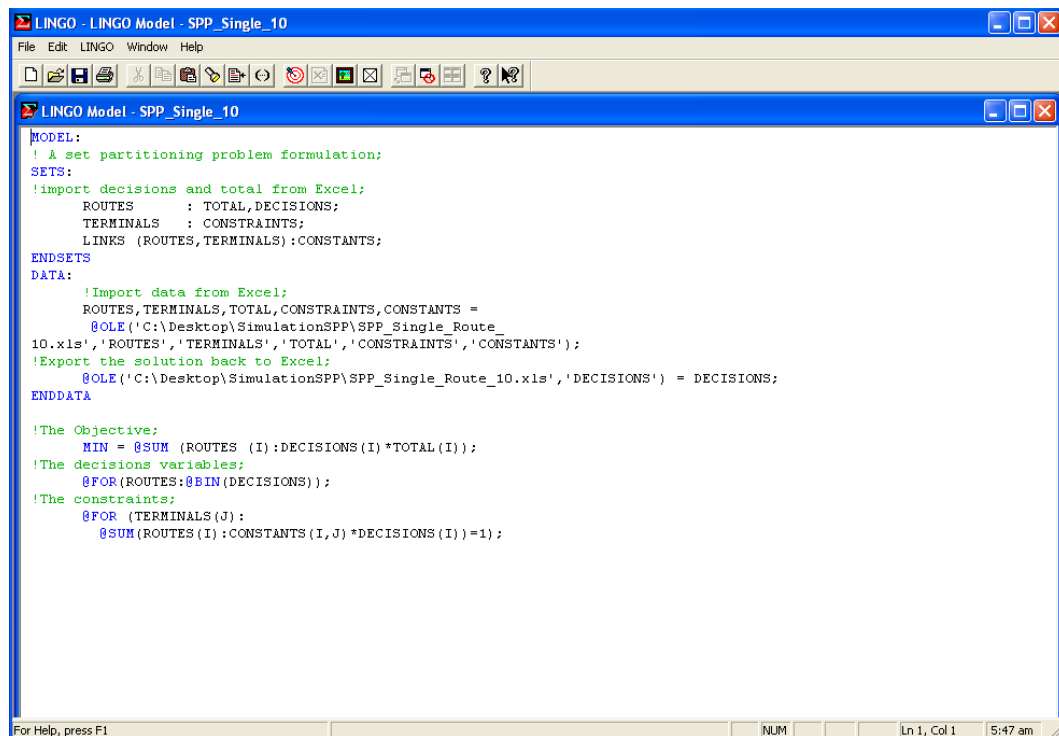 LINGO - LINGO Model - SPP_Single_10
File Edit LINGO Window Help
LINGO Model - SPP_Single_10
MODEL:
! A set partitioning problem formulation;
SETS:
!import decisions and total from Excel;
ROUTES : TOTAL,DECISIONS;
TERMINALS : CONSTRAINTS;
LINKS (ROUTES,TERMINALS):CONSTANTS;
ENDSETS
DATA:
!Import data from Excel;
ROUTES,TERMINALS,TOTAL,CONSTRAINTS,CONSTANTS =
@OLE('C:\Desktop\SimulationSPP\SPP_Single_Route_
10.xls','ROUTES','TERMINALS','TOTAL','CONSTRAINTS','CONSTANTS');
!Export the solution back to Excel;
@OLE('C:\Desktop\SimulationSPP\SPP_Single_Route_10.xls','DECISIONS') = DECISIONS;
ENDDATA
!The Objective;
MIN = @SUM (ROUTES (I):DECISIONS(I)*TOTAL(I));
!The decisions variables;
@FOR(ROUTES:@BIN(DECISIONS));
!The constraints;
@FOR (TERMINALS(J):
@SUM(ROUTES(I):CONSTANTS(I,J)*DECISIONS(I))=1);
For Help, press F1 NUM Ln 1, Col 1 5:47 am